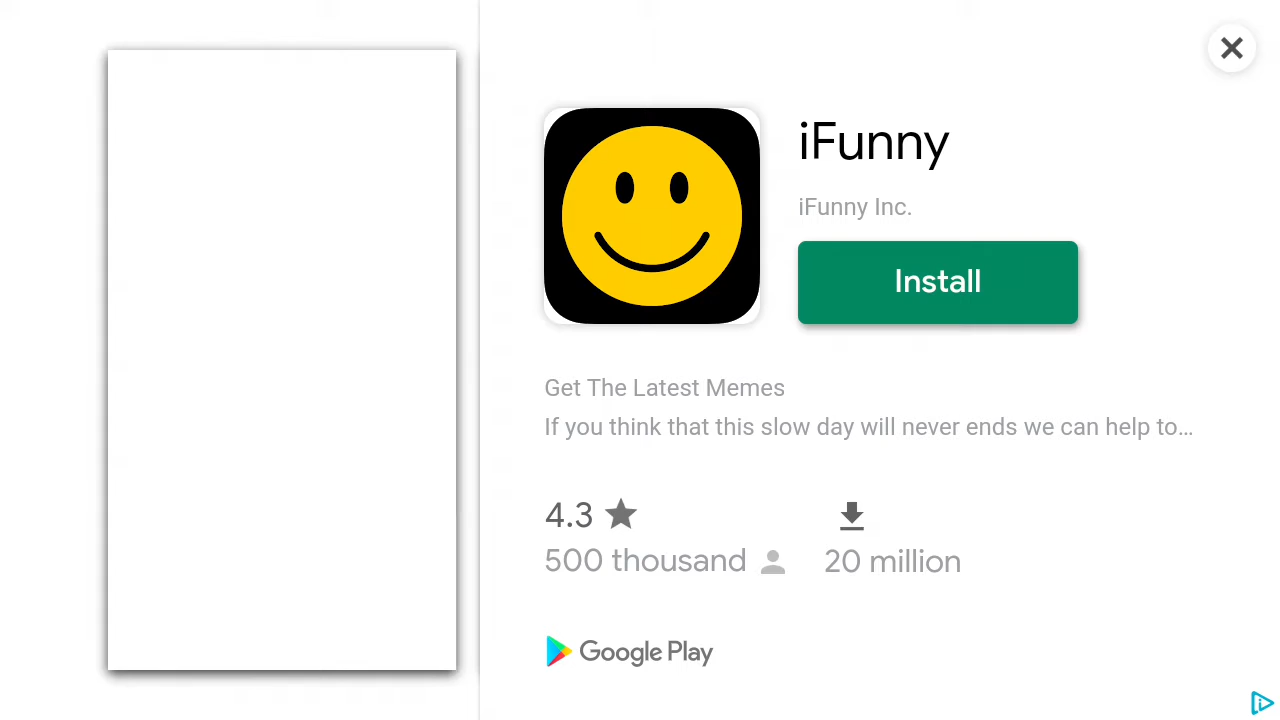 iFunny
iFunny Inc.
Install
Get The Latest Memes
If you think that this slow day will never ends we can help to…
4.3
500 thousand
20 million
Google Play